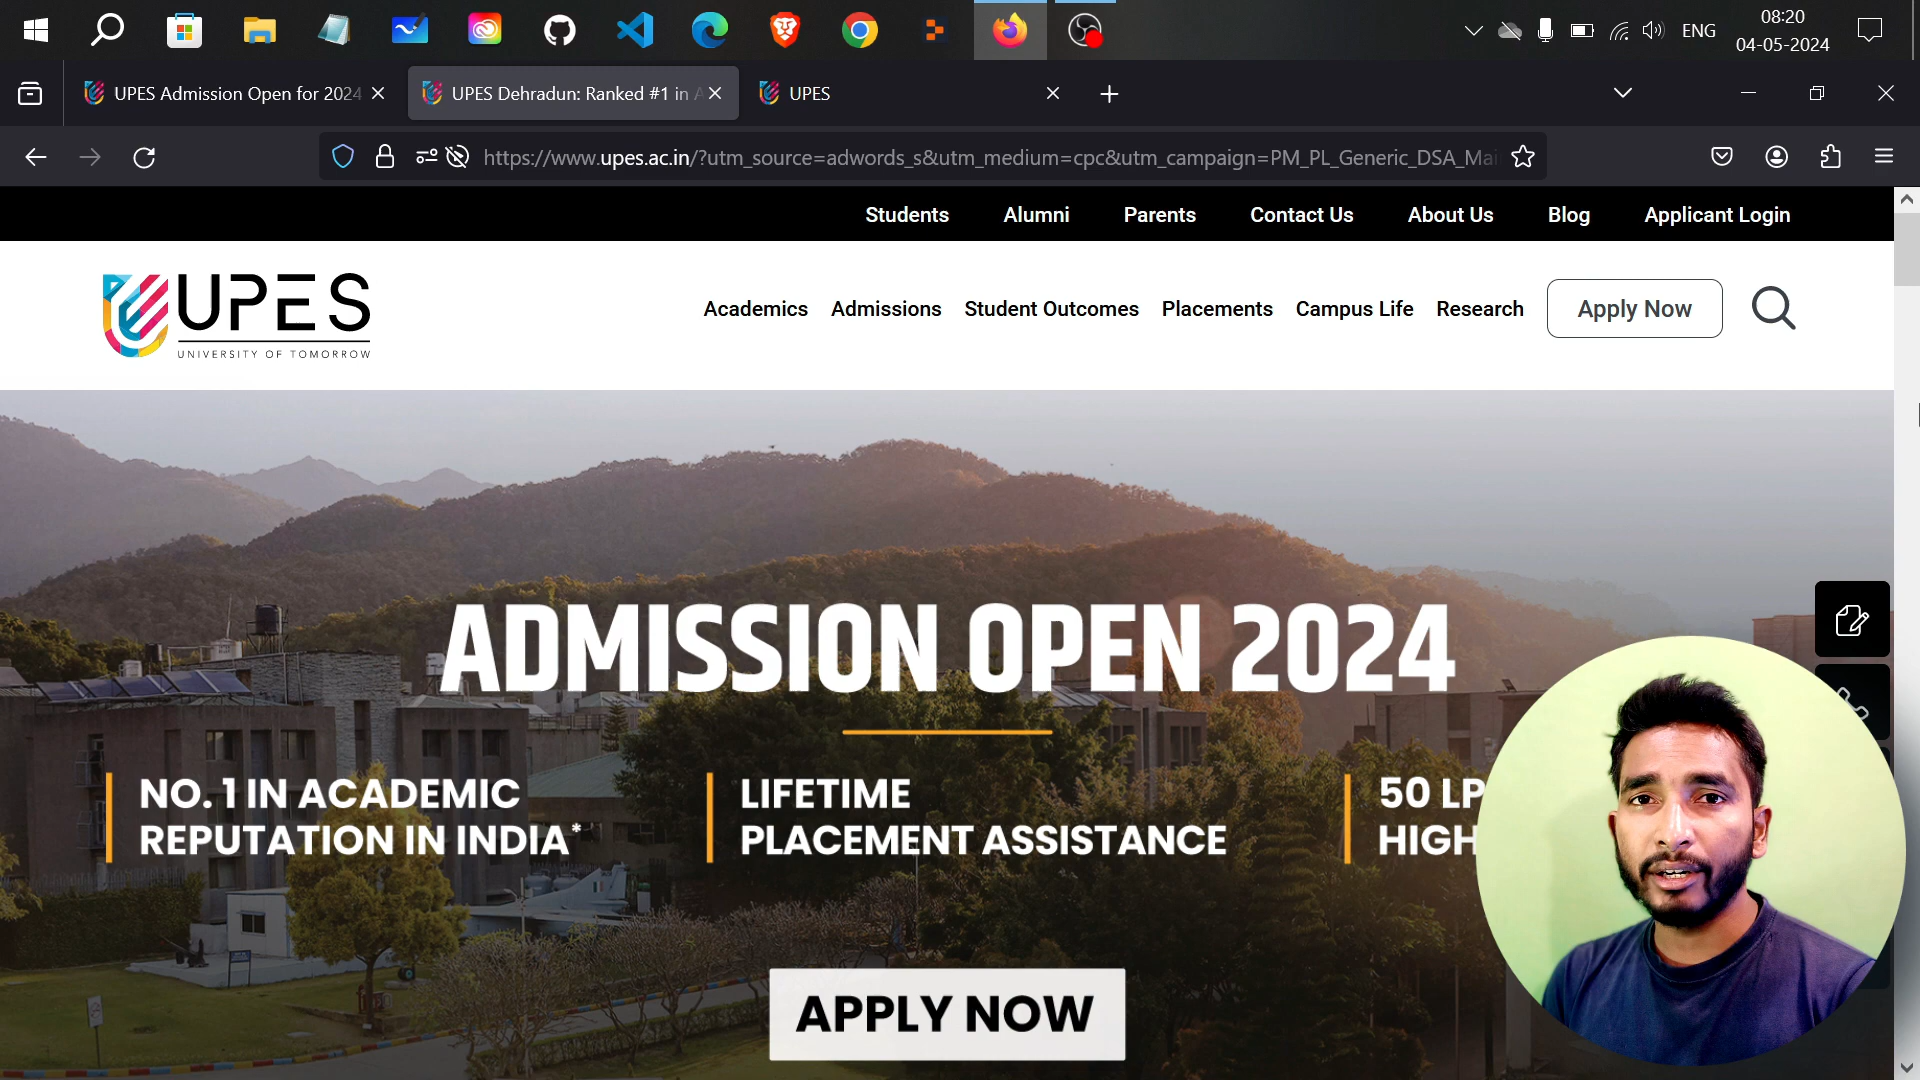 ENG
08:20
04-05-2024
UPES Admission Open for 2024
UPES Dehradun: Ranked #1 in A
UPES
https://www.upes.ac.in/?utm_source=adwords_s&utm_medium=cpc&utm_campaign=PM_PL_Generic_DSA_Mai
Students Alumni Parents Contact Us About Us Blog Applicant Login
UPES
UNIVERSITY OF TOMORROW
Academics Admissions Student Outcomes Placements Campus Life Research Apply Now
ADMISSION OPEN 2024
NO. 1 IN ACADEMIC
REPUTATION IN INDIA*
LIFETIME
PLACEMENT ASSISTANCE
50 LP
HIGH
APPLY NOW